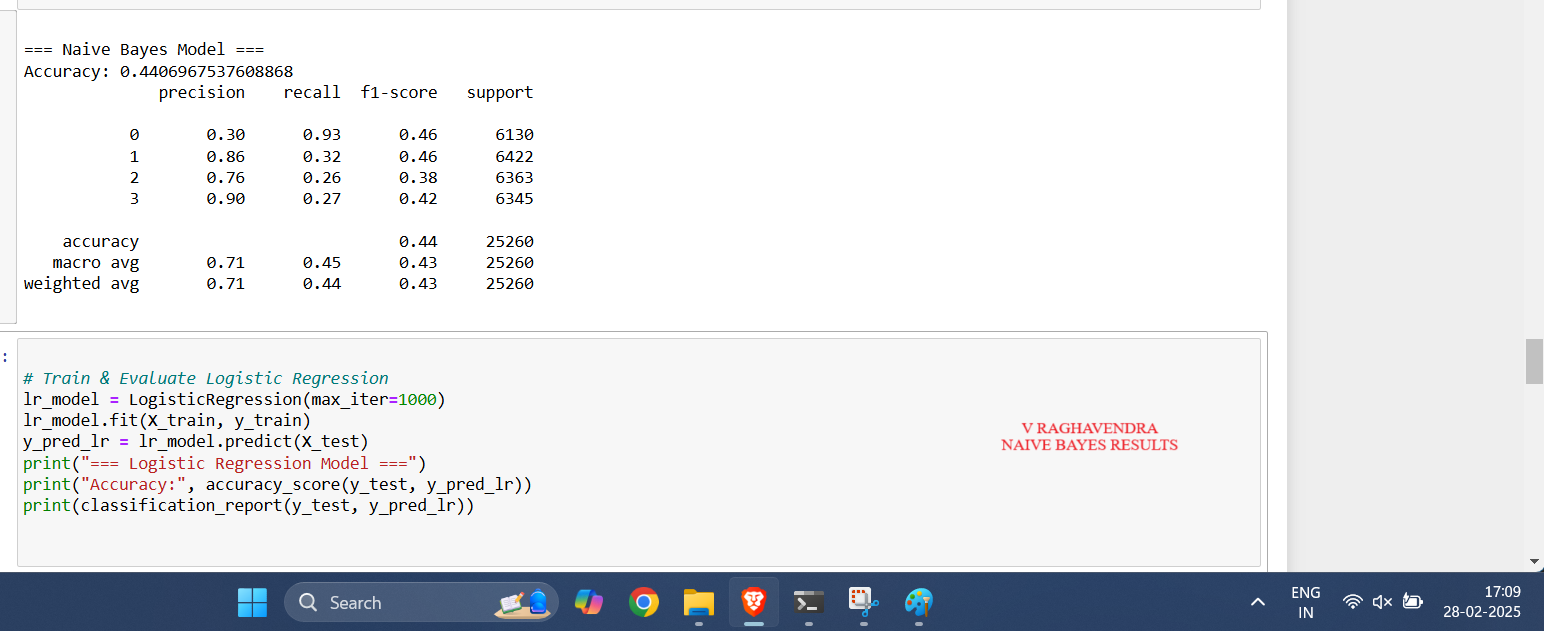 === Naive Bayes Model ===
Accuracy: 0.4406967537608868
precision recall f1-score support
0 0.30 0.93 0.46 6130
1 0.86 0.32 0.46 6422
2 0.76 0.26 0.38 6363
3 0.90 0.27 0.42 6345
accuracy 0.44 25260
macro avg 0.71 0.45 0.43 25260
weighted avg 0.71 0.44 0.43 25260
:
# Train & Evaluate Logistic Regression
lr_model = LogisticRegression(max_iter=1000)
lr_model.fit(X_train, y_train)
y_pred_lr = lr_model.predict(X_test)
print("=== Logistic Regression Model ===")
print("Accuracy:", accuracy_score(y_test, y_pred_lr))
print(classification_report(y_test, y_pred_lr))
V RAGHAVENDRA
NAIVE BAYES RESULTS
Search
ENG
IN
17:09
28-02-2025